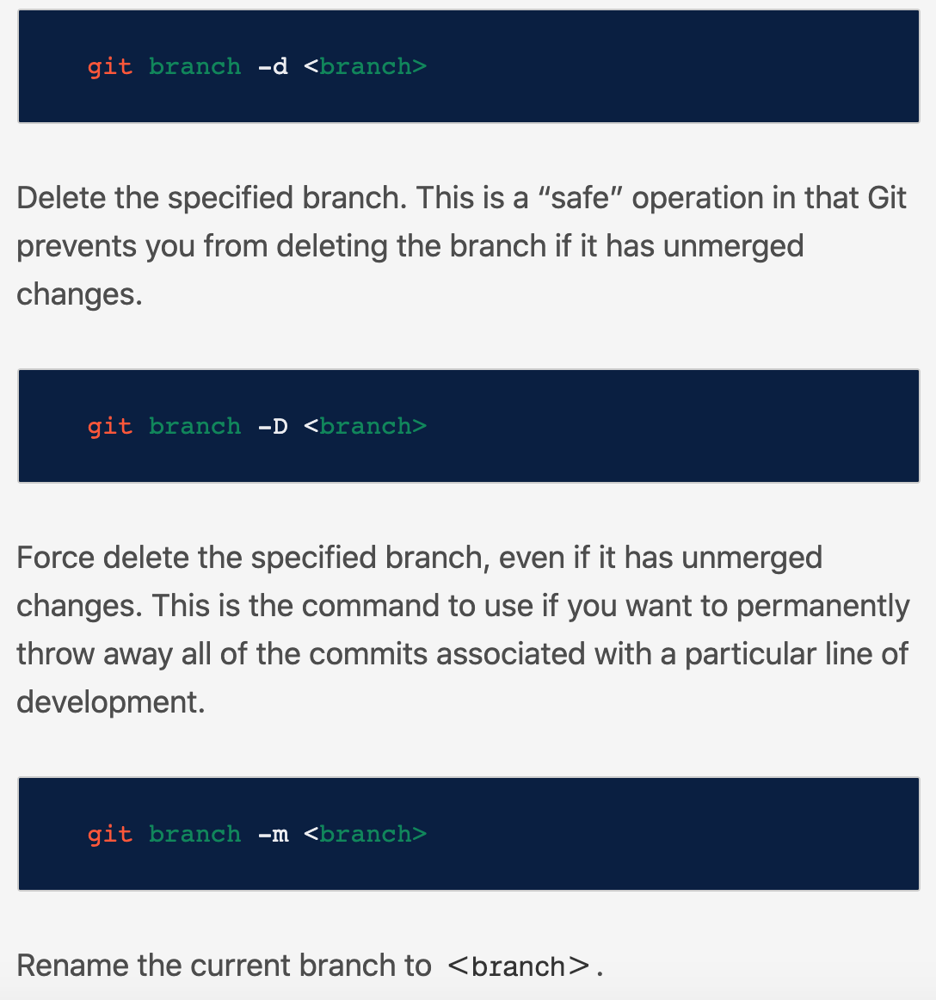 git branch -d <branch>
Delete the specified branch. This is a “safe” operation in that Git
prevents you from deleting the branch if it has unmerged
changes.
git branch -D <branch>
Force delete the specified branch, even if it has unmerged
changes. This is the command to use if you want to permanently
throw away all of the commits associated with a particular line of
development.
git branch -m <branch>
Rename the current branch to <branch>.